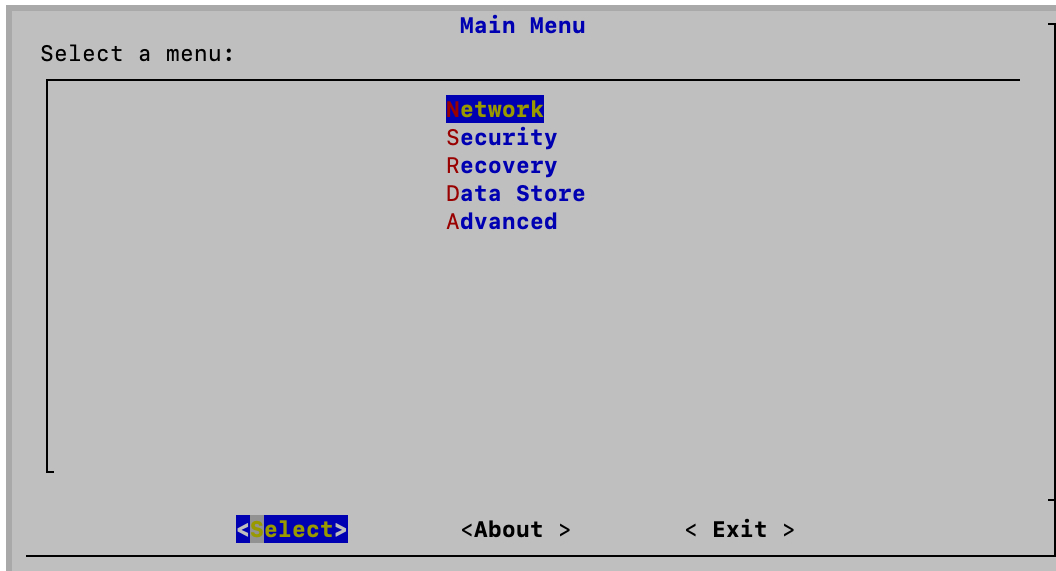 Main Menu
Select a menu:
Network
Security
Recovery
Data Store
Advanced
<Select> <About > < Exit >